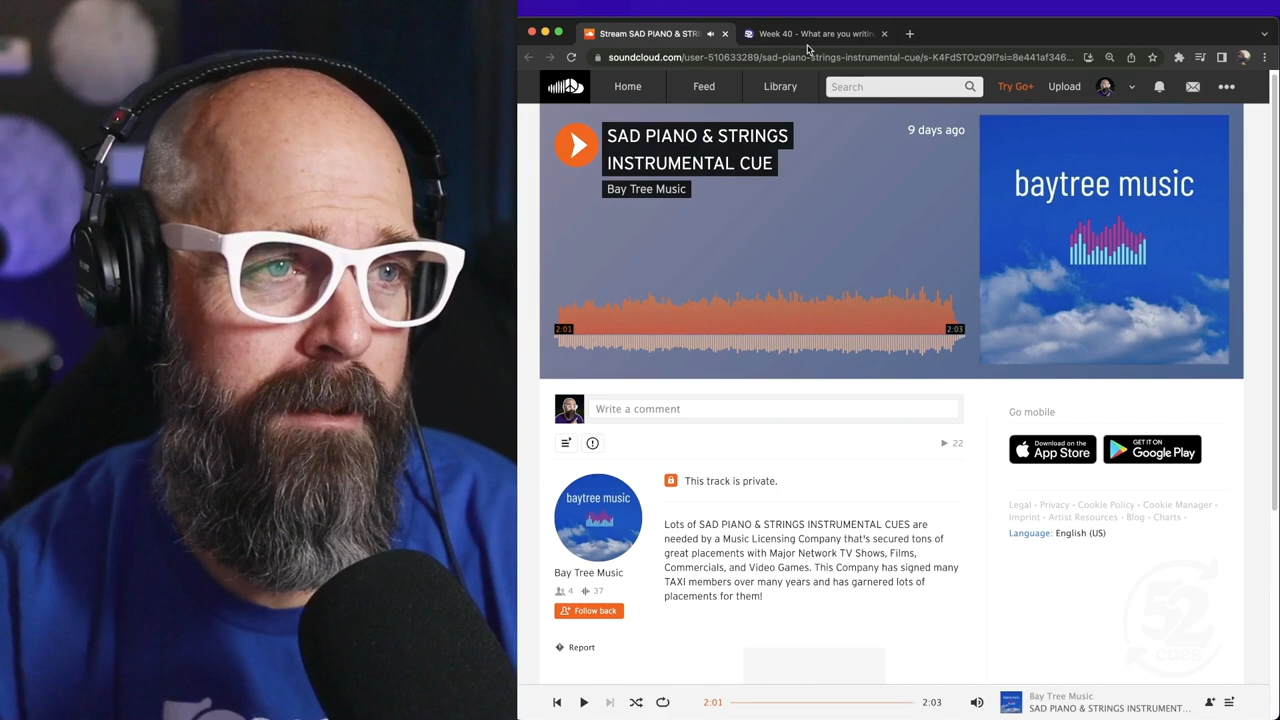 Stream SAD PIANO & STRI
Week 40 - What are you writin
soundcloud.com/user-510633289/sad-piano-strings-instrumental-cue/s-K4FdSTOzQ9l?si=8e441af346...
Home
Feed
Library
Search
Try Go+
Upload
SAD PIANO & STRINGS
INSTRUMENTAL CUE
Bay Tree Music
9 days ago
baytree music
2:01
2:03
Write a comment
22
Go mobile
Download on the
App Store
GET IT ON
Google Play
baytree music
This track is private.
Lots of SAD PIANO & STRINGS INSTRUMENTAL CUES are
needed by a Music Licensing Company that's secured tons of
great placements with Major Network TV Shows, Films,
Commercials, and Video Games. This Company has signed many
TAXI members over many years and has garnered lots of
placements for them!
Legal - Privacy - Cookie Policy - Cookie Manager -
Imprint - Artist Resources - Blog - Charts -
Language: English (US)
Bay Tree Music
4
37
Follow back
Report
52
cues
2:01
2:03
Bay Tree Music
SAD PIANO & STRINGS INSTRUMENT...